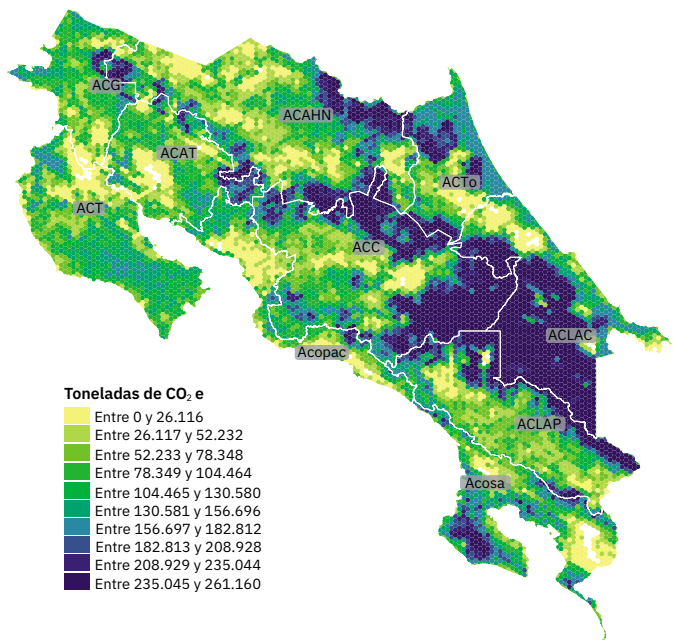 ACG
ACAHN
ACAT
ACTo
ACT
ACC
ACLAC
Acopac
ACLAP
Acosa
Toneladas de CO₂ e
Entre 0 y 26.116
Entre 26.117 y 52.232
Entre 52.233 y 78.348
Entre 78.349 y 104.464
Entre 104.465 y 130.580
Entre 130.581 y 156.696
Entre 156.697 y 182.812
Entre 182.813 y 208.928
Entre 208.929 y 235.044
Entre 235.045 y 261.160